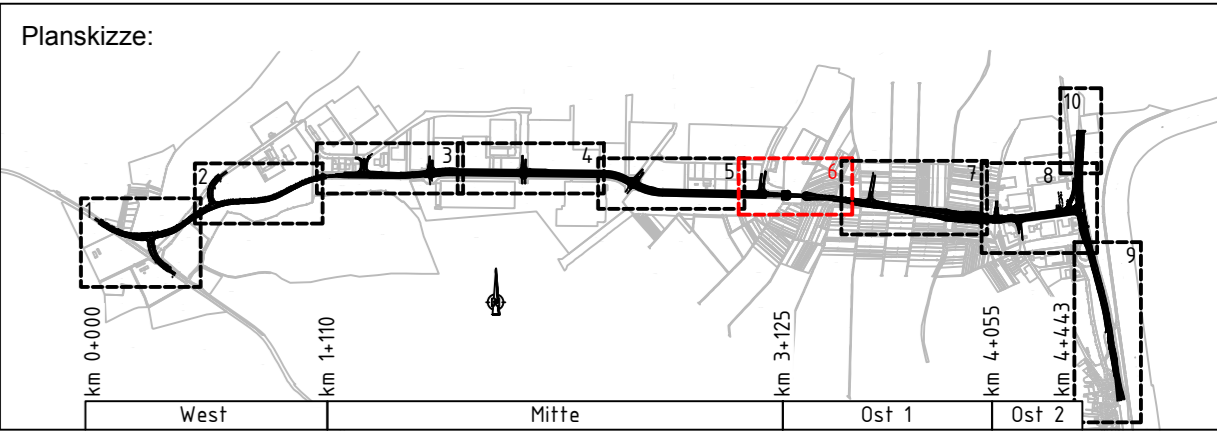 Planskizze:
1
2
3
4
5
6
7
8
9
10
km 0+000
km 1+110
km 3+125
km 4+055
km 4+443
West
Mitte
Ost 1
Ost 2